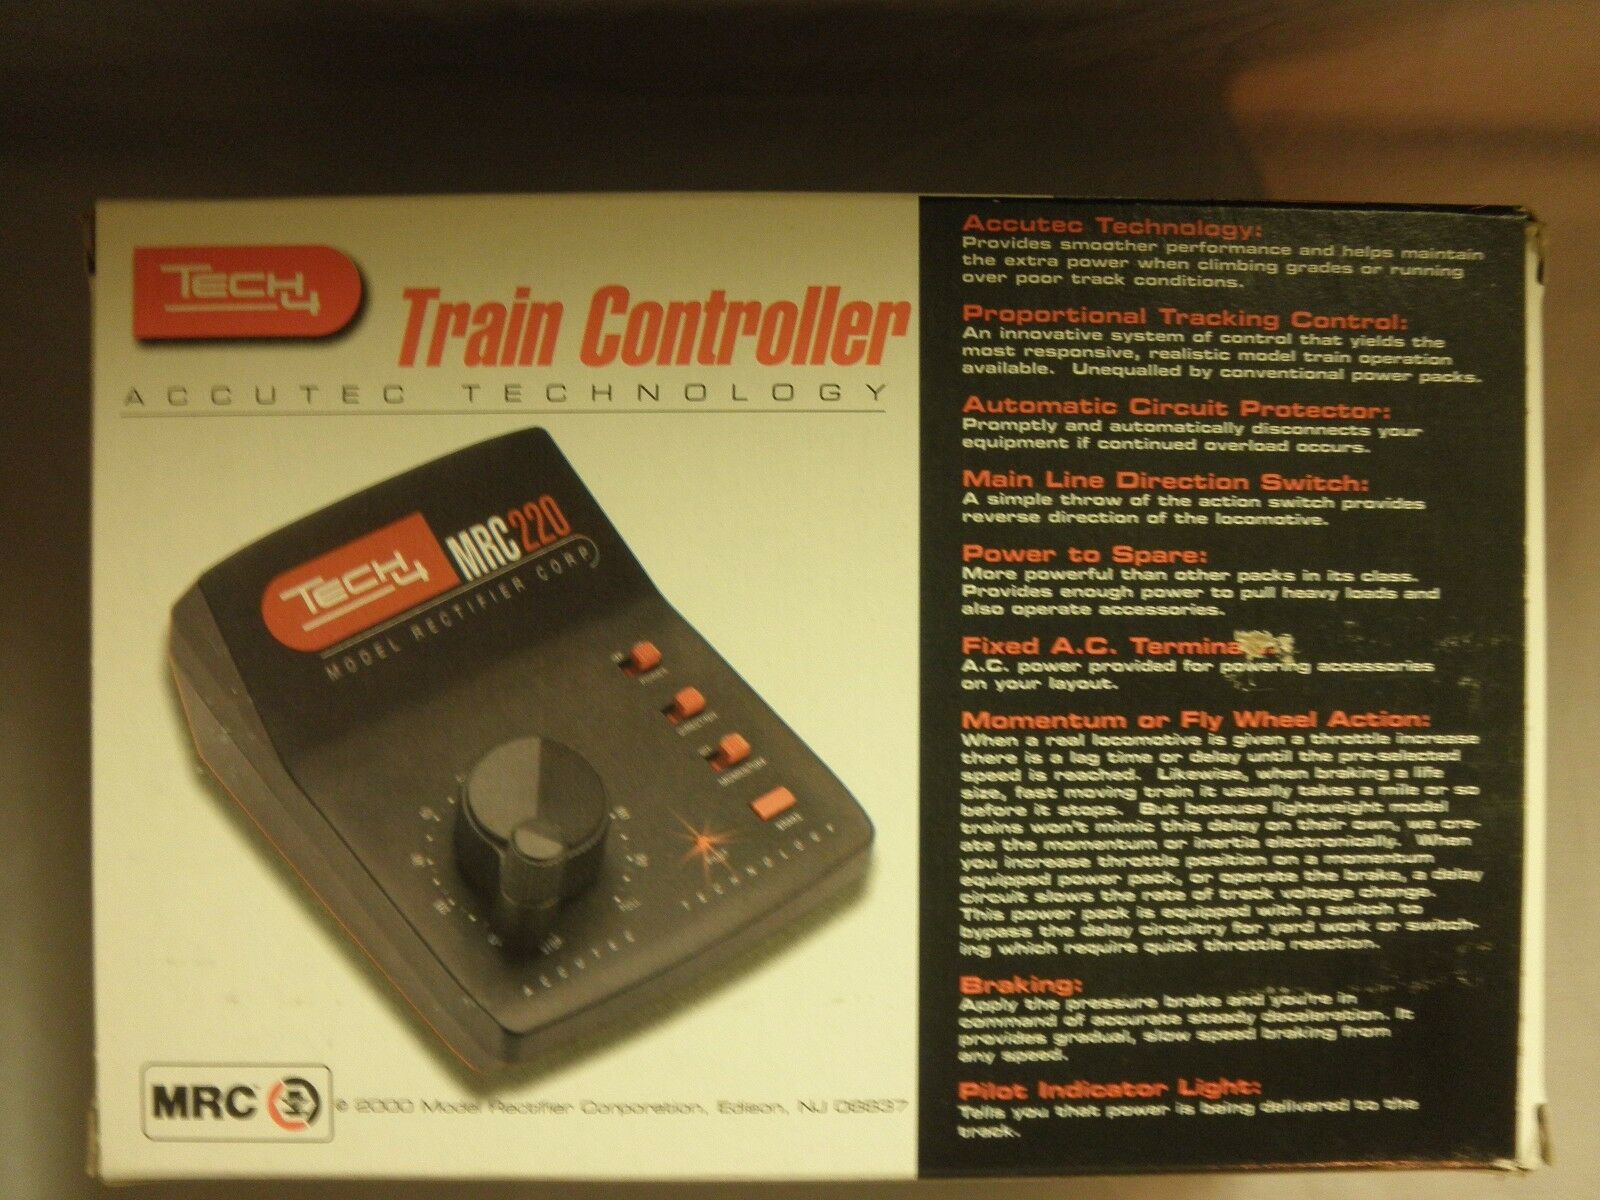 TECH 4
Train Controller
ACCUTEC TECHNOLOGY
TECH 4 MRC220
MODEL RECTIFIER CORP
POWER
DIRECTION
MOMENTUM
BRAKE
ACCUTEC TECHNOLOGY
MRC
© 2000 Model Rectifier Corporation, Edison, NJ 08837
Accutec Technology:
Provides smoother performance and helps maintain
the extra power when climbing grades or running
over poor track conditions.
Proportional Tracking Control:
An innovative system of control that yields the
most responsive, realistic model train operation
available. Unequalled by conventional power packs.
Automatic Circuit Protector:
Promptly and automatically disconnects your
equipment if continued overload occurs.
Main Line Direction Switch:
A simple throw of the action switch provides
reverse direction of the locomotive.
Power to Spare:
More powerful than other packs in its class.
Provides enough power to pull heavy loads and
also operate accessories.
Fixed A.C.
A.C. power provided for powering accessories
on your layout.
Momentum or Fly Wheel Action:
When a real locomotive is given a throttle increase
there is a lag time or delay until the pre-selected
speed is reached. Likewise, when braking a life
size, fast moving train it usually takes a mile or so
before it stops. But because lightweight model
trains won't mimic this delay on their own, we cre-
ate the momentum or inertia electronically. When
you increase throttle position on a momentum
equipped power pack, or operate the brake, a delay
circuit slows the rate of track voltage change.
This power pack is equipped with a switch to
bypass the delay circuitry for yard work or switch-
ing which require quick throttle reaction.
Braking:
Apply the pressure brake and you're in
command of accurate steady deceleration. It
provides gradual, slow speed braking from
any speed.
Pilot Indicator Light:
Tells you that power is being delivered to the
track.